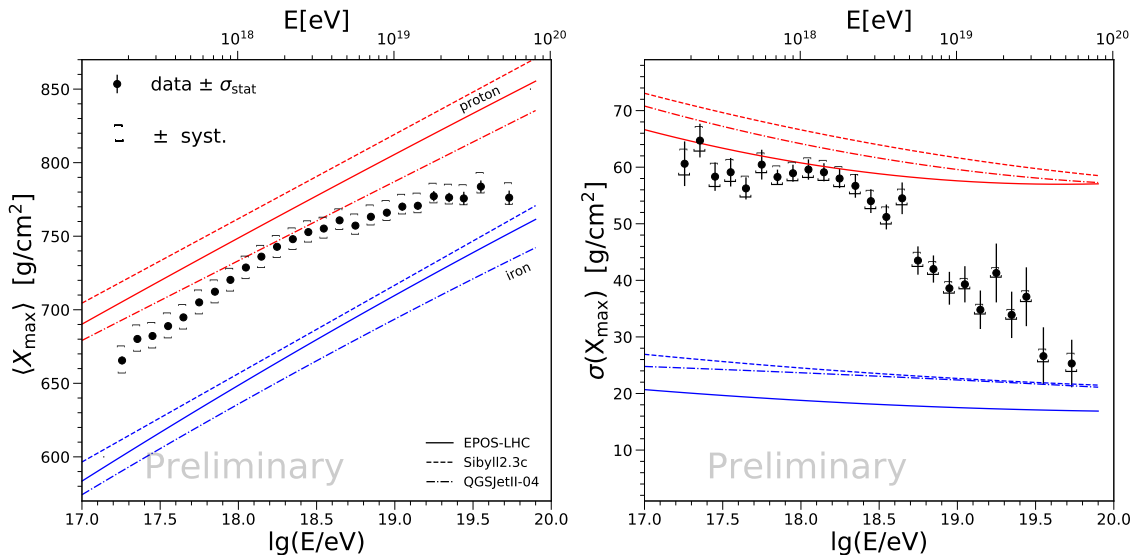 E[eV]
10^18 10^19 10^20
data ± σ_stat
± syst.
proton
iron
850
800
750
700
650
600
⟨X_max⟩ [g/cm^2]
EPOS-LHC
Sibyll2.3c
QGSJetII-04
Preliminary
17.0 17.5 18.0 18.5 19.0 19.5 20.0
lg(E/eV)
E[eV]
10^18 10^19 10^20
70
60
50
40
30
20
10
σ(X_max) [g/cm^2]
Preliminary
17.0 17.5 18.0 18.5 19.0 19.5 20.0
lg(E/eV)